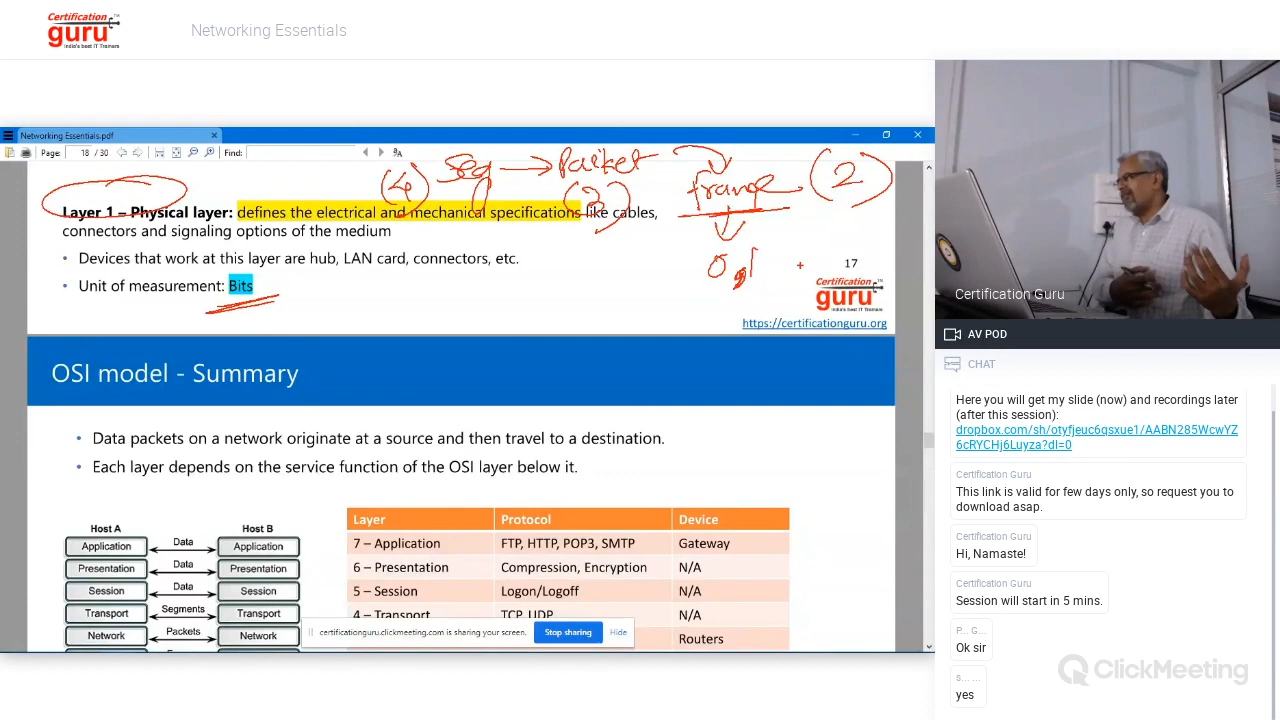 Certification
guru™
India's best IT Trainers
Networking Essentials
Networking Essentials.pdf
Page: 18 / 30 Find:
(4) Seg → Packet (3) frame (2)
0,1
Layer 1 – Physical layer: defines the electrical and mechanical specifications like cables,
connectors and signaling options of the medium
• Devices that work at this layer are hub, LAN card, connectors, etc.
• Unit of measurement: Bits
17
Certification
guru
https://certificationguru.org
OSI model - Summary
• Data packets on a network originate at a source and then travel to a destination.
• Each layer depends on the service function of the OSI layer below it.
Host A Host B
Application Data Application
Presentation Data Presentation
Session Data Session
Transport Segments Transport
Network Packets Network
Layer Protocol Device
7 – Application FTP, HTTP, POP3, SMTP Gateway
6 – Presentation Compression, Encryption N/A
5 – Session Logon/Logoff N/A
4 – Transport TCP, UDP N/A
Routers
certificationguru.clickmeeting.com is sharing your screen. Stop sharing Hide
Certification Guru
AV POD
CHAT
Here you will get my slide (now) and recordings later
(after this session):
dropbox.com/sh/otyfjeuc6qsxue1/AABN285WcwYZ
6cRYCHj6Luyza?dl=0
Certification Guru
This link is valid for few days only, so request you to
download asap.
Certification Guru
Hi, Namaste!
Certification Guru
Session will start in 5 mins.
P... G...
Ok sir
s... ...
yes
ClickMeeting